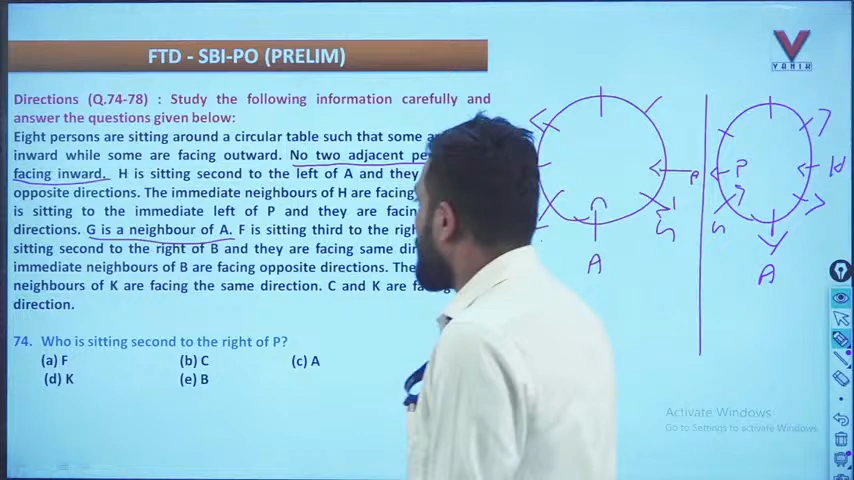 FTD - SBI-PO (PRELIM)
VARIN
Directions (Q.74-78) : Study the following information carefully and
answer the questions given below:
Eight persons are sitting around a circular table such that some
inward while some are facing outward. No two adjacent
facing inward. H is sitting second to the left of A and they
opposite directions. The immediate neighbours of H are facing
is sitting to the immediate left of P and they are
directions. G is a neighbour of A. F is sitting third to the
sitting second to the right of B and they are facing same
immediate neighbours of B are facing opposite directions.
neighbours of K are facing the same direction. C and K are
direction.
74. Who is sitting second to the right of P?
(a) F (b) C (c) A
(d) K (e) B
P
A
P
H
A
Activate Windows
Go to Settings to activate Windows.